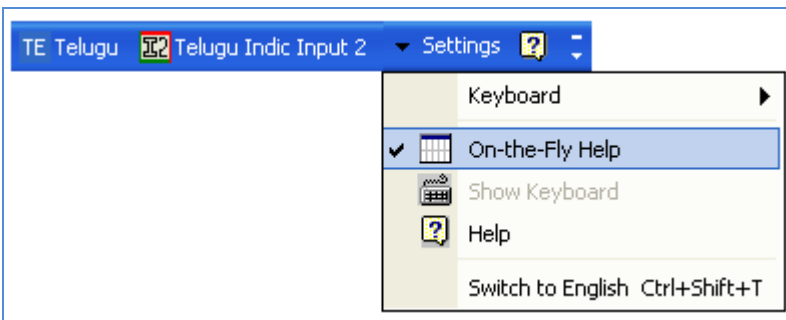 TE Telugu Telugu Indic Input 2 Settings
Keyboard
On-the-Fly Help
Show Keyboard
Help
Switch to English Ctrl+Shift+T